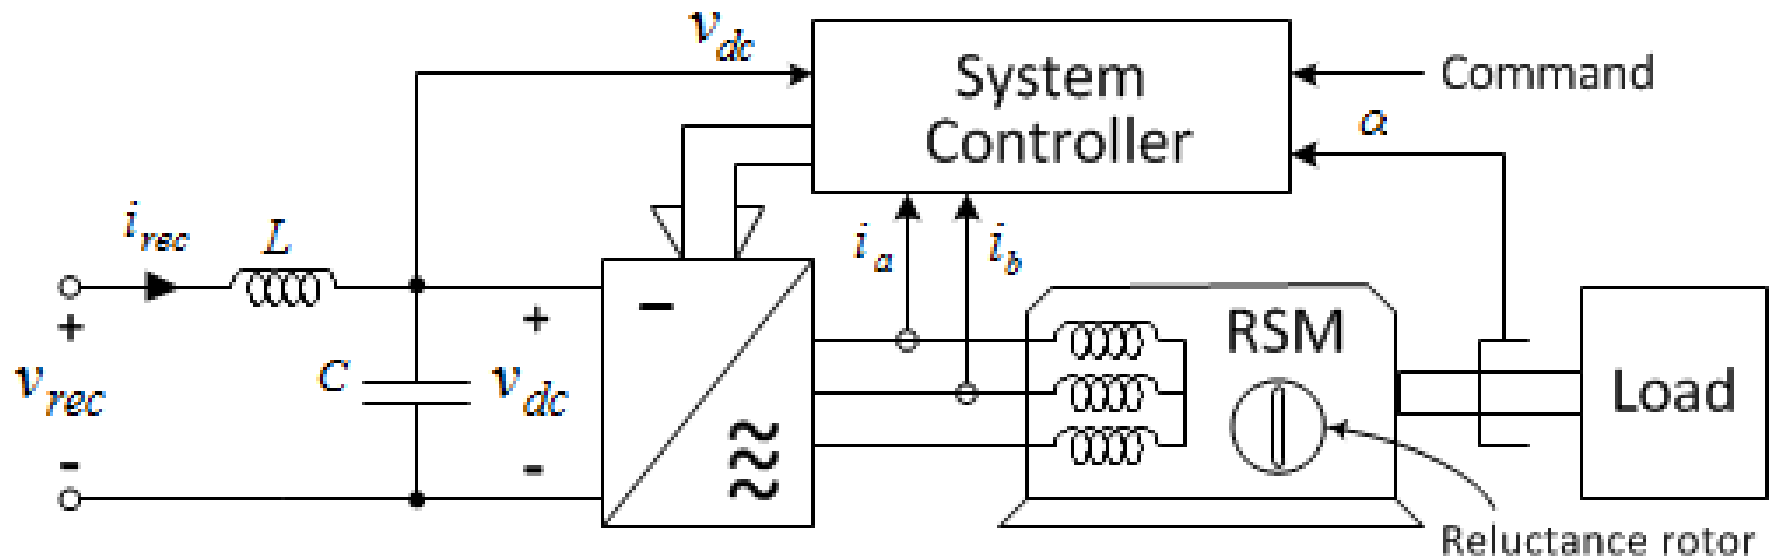 v_dc
System
Controller
Command
α
i_rec
L
i_a
i_b
+
v_rec
-
C
+
v_dc
-
RSM
Load
Reluctance rotor